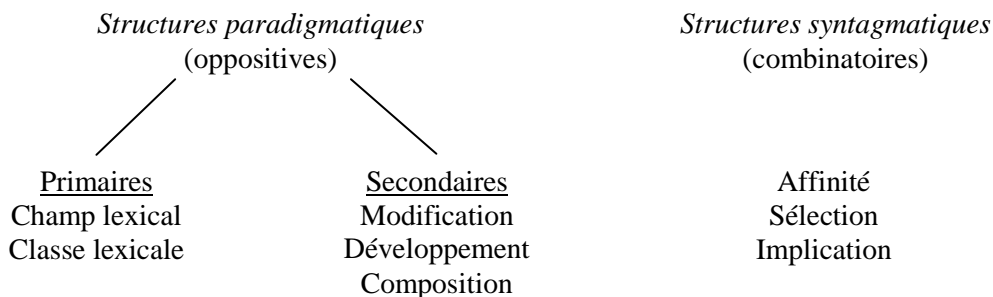 Structures paradigmatiques
(oppositives)
Structures syntagmatiques
(combinatoires)
Primaires
Champ lexical
Classe lexicale
Secondaires
Modification
Développement
Composition
Affinité
Sélection
Implication